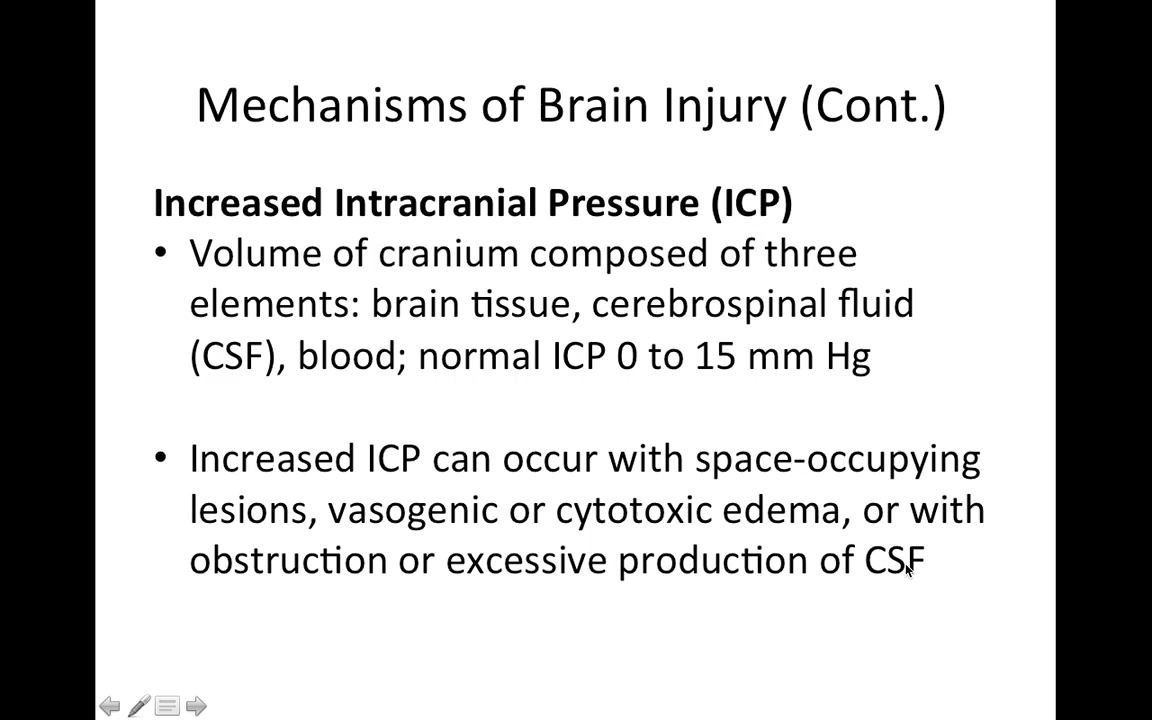 Mechanisms of Brain Injury (Cont.)
Increased Intracranial Pressure (ICP)
• Volume of cranium composed of three
elements: brain tissue, cerebrospinal fluid
(CSF), blood; normal ICP 0 to 15 mm Hg
• Increased ICP can occur with space-occupying
lesions, vasogenic or cytotoxic edema, or with
obstruction or excessive production of CSF